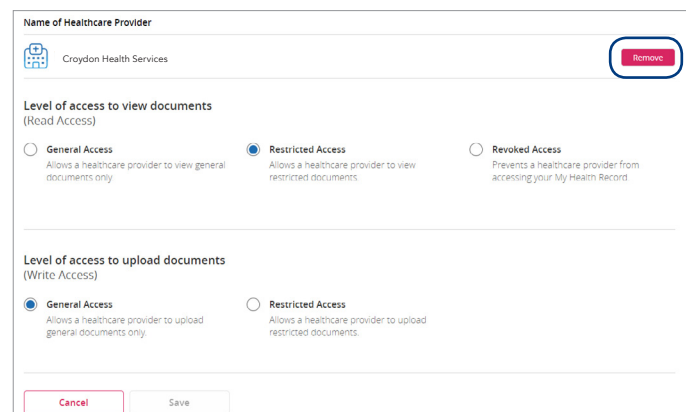 Name of Healthcare Provider
Croydon Health Services
Remove
Level of access to view documents
(Read Access)
General Access
Allows a healthcare provider to view general
documents only.
Restricted Access
Allows a healthcare provider to view
restricted documents.
Revoked Access
Prevents a healthcare provider from
accessing your My Health Record.
Level of access to upload documents
(Write Access)
General Access
Allows a healthcare provider to upload
general documents only.
Restricted Access
Allows a healthcare provider to upload
restricted documents.
Cancel
Save